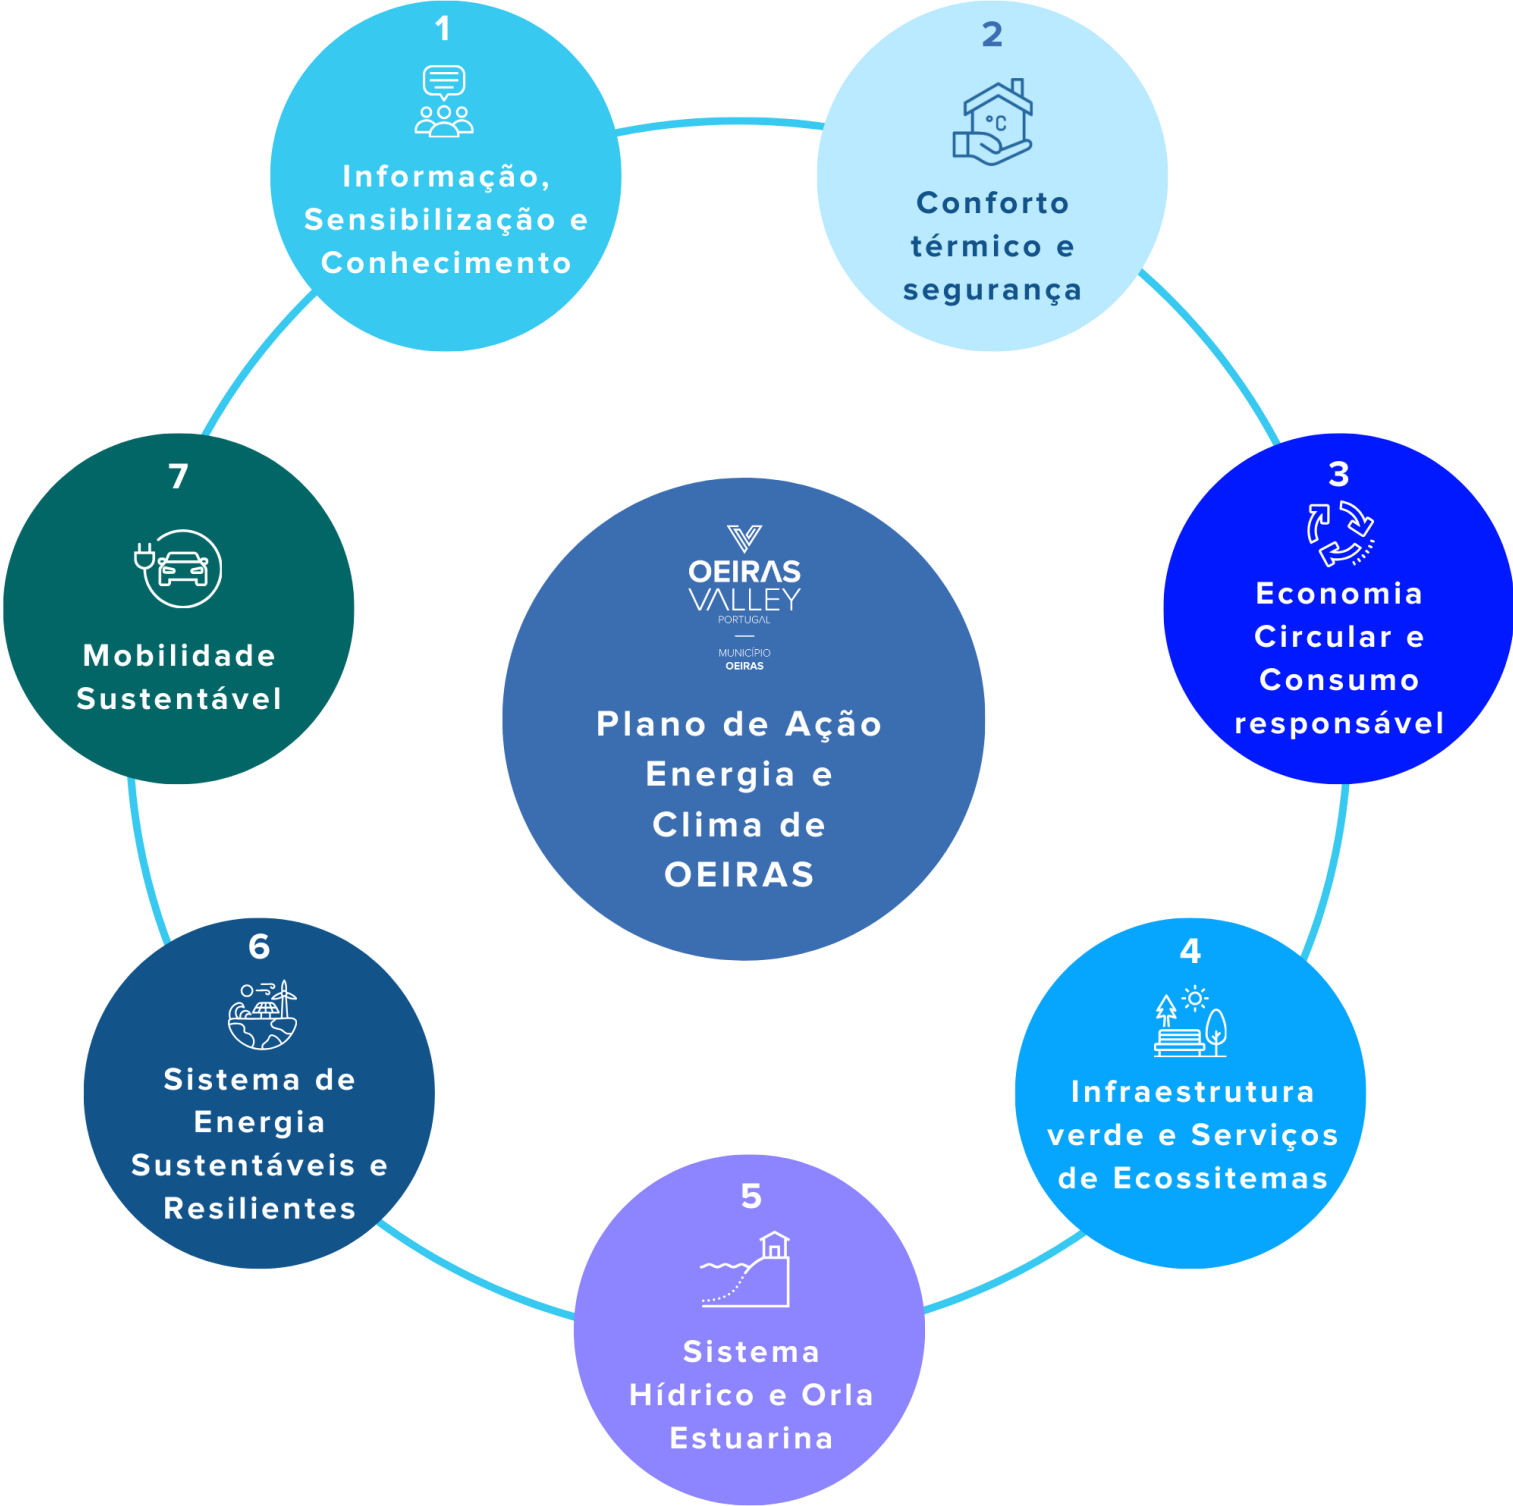 1
Informação,
Sensibilização e
Conhecimento
2
°C
Conforto
térmico e
segurança
3
Economia
Circular e
Consumo
responsável
4
Infraestrutura
verde e Serviços
de Ecossitemas
5
Sistema
Hídrico e Orla
Estuarina
6
Sistema de
Energia
Sustentáveis e
Resilientes
7
Mobilidade
Sustentável
OEIRAS
VALLEY
PORTUGAL
MUNICÍPIO
OEIRAS
Plano de Ação
Energia e
Clima de
OEIRAS